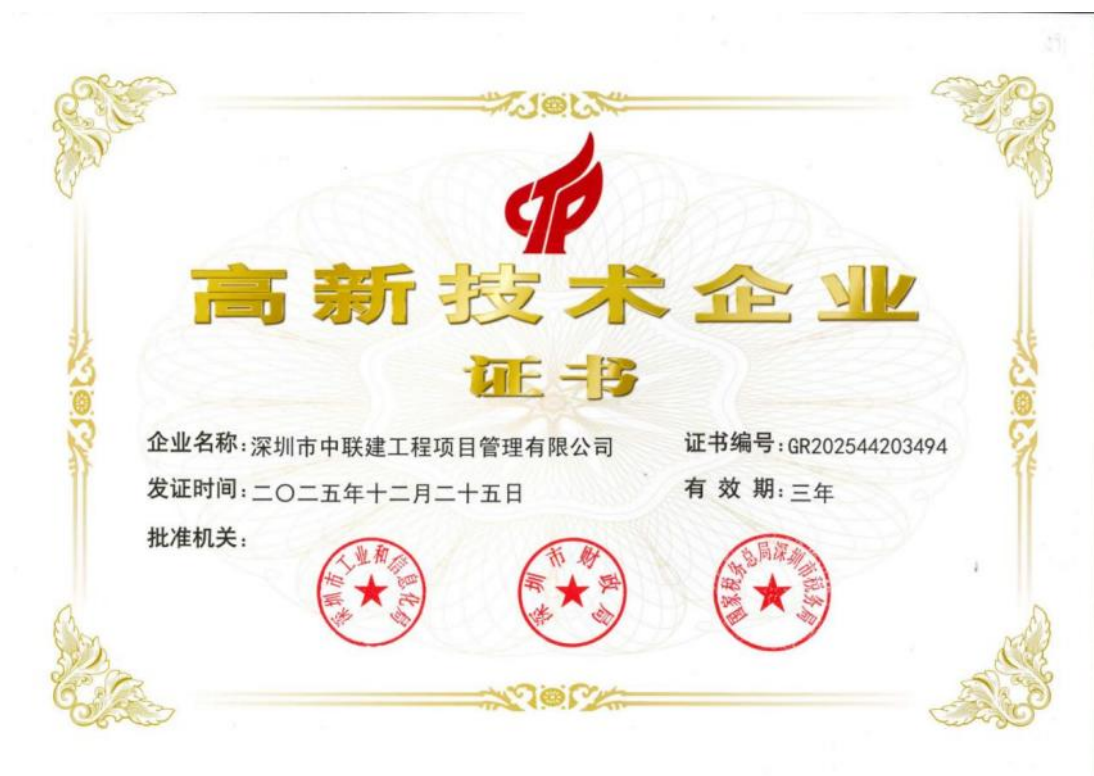 高新技术企业
证书
企业名称:深圳市中联建工程项目管理有限公司
证书编号:GR202544203494
发证时间:二〇二五年十二月二十五日
有效期:三年
批准机关:
深圳市工业和信息化局
深圳市财政局
国家税务总局深圳市税务局